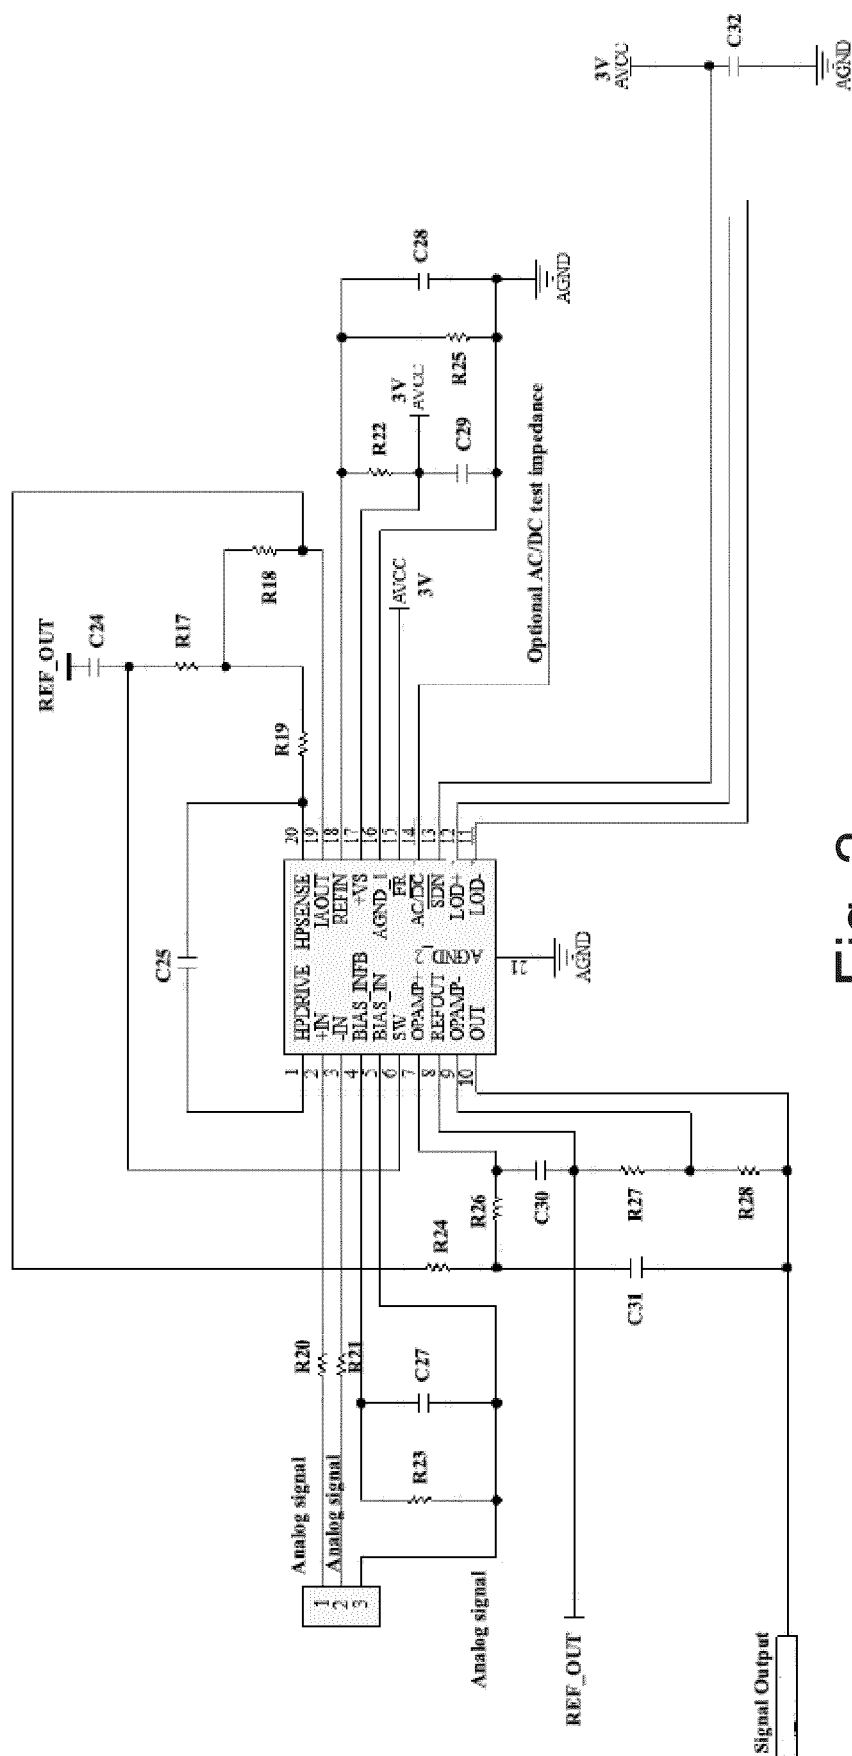 REF_OUT
C24
R17
R18
R19
C25
C28
R25
3V
AVCC
R22
C29
AGND
AVCC
3V
Optional AC/DC test impedance
3V
AVCC
C32
AGND
20
19
18
17
16
15
14
13
12
11
HPDRIVE HPSENSE
+IN IAOUT
-IN REFIN
BIAS_INFB +VS
BIAS_IN AGND_1
SW FR
OPAMP+ AC/DC
REFOUT SDN
OPAMP- LOD+
OUT LOD-
AGND_2
21
AGND
1
2
3
4
5
6
7
8
9
10
R20
R21
R24
R26
C30
R27
R28
C31
C27
R23
Analog signal
Analog signal
1
2
3
Analog signal
REF_OUT
Signal Output